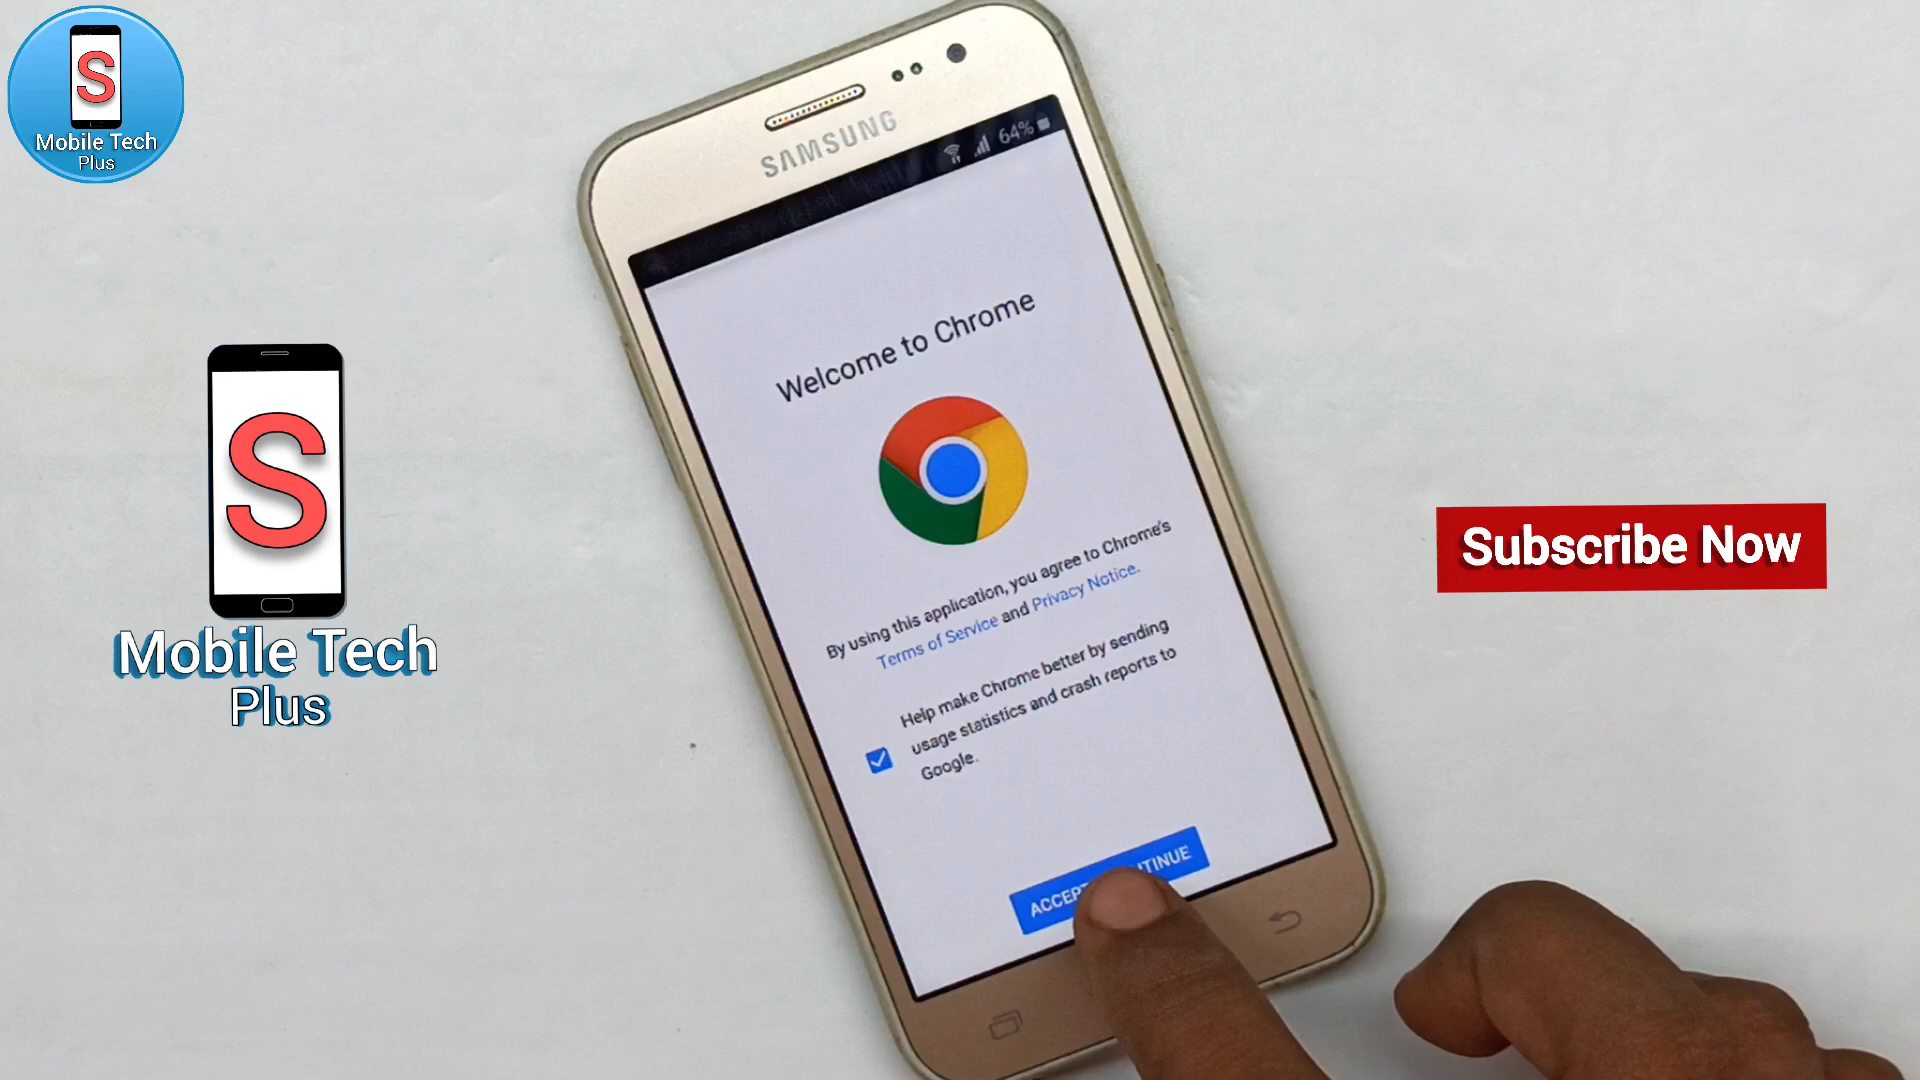 S
Mobile Tech
Plus
SAMSUNG
64%
Welcome to Chrome
By using this application, you agree to Chrome's
Terms of Service and Privacy Notice.
Help make Chrome better by sending
usage statistics and crash reports to
Google.
S
Mobile Tech
Plus
Subscribe Now